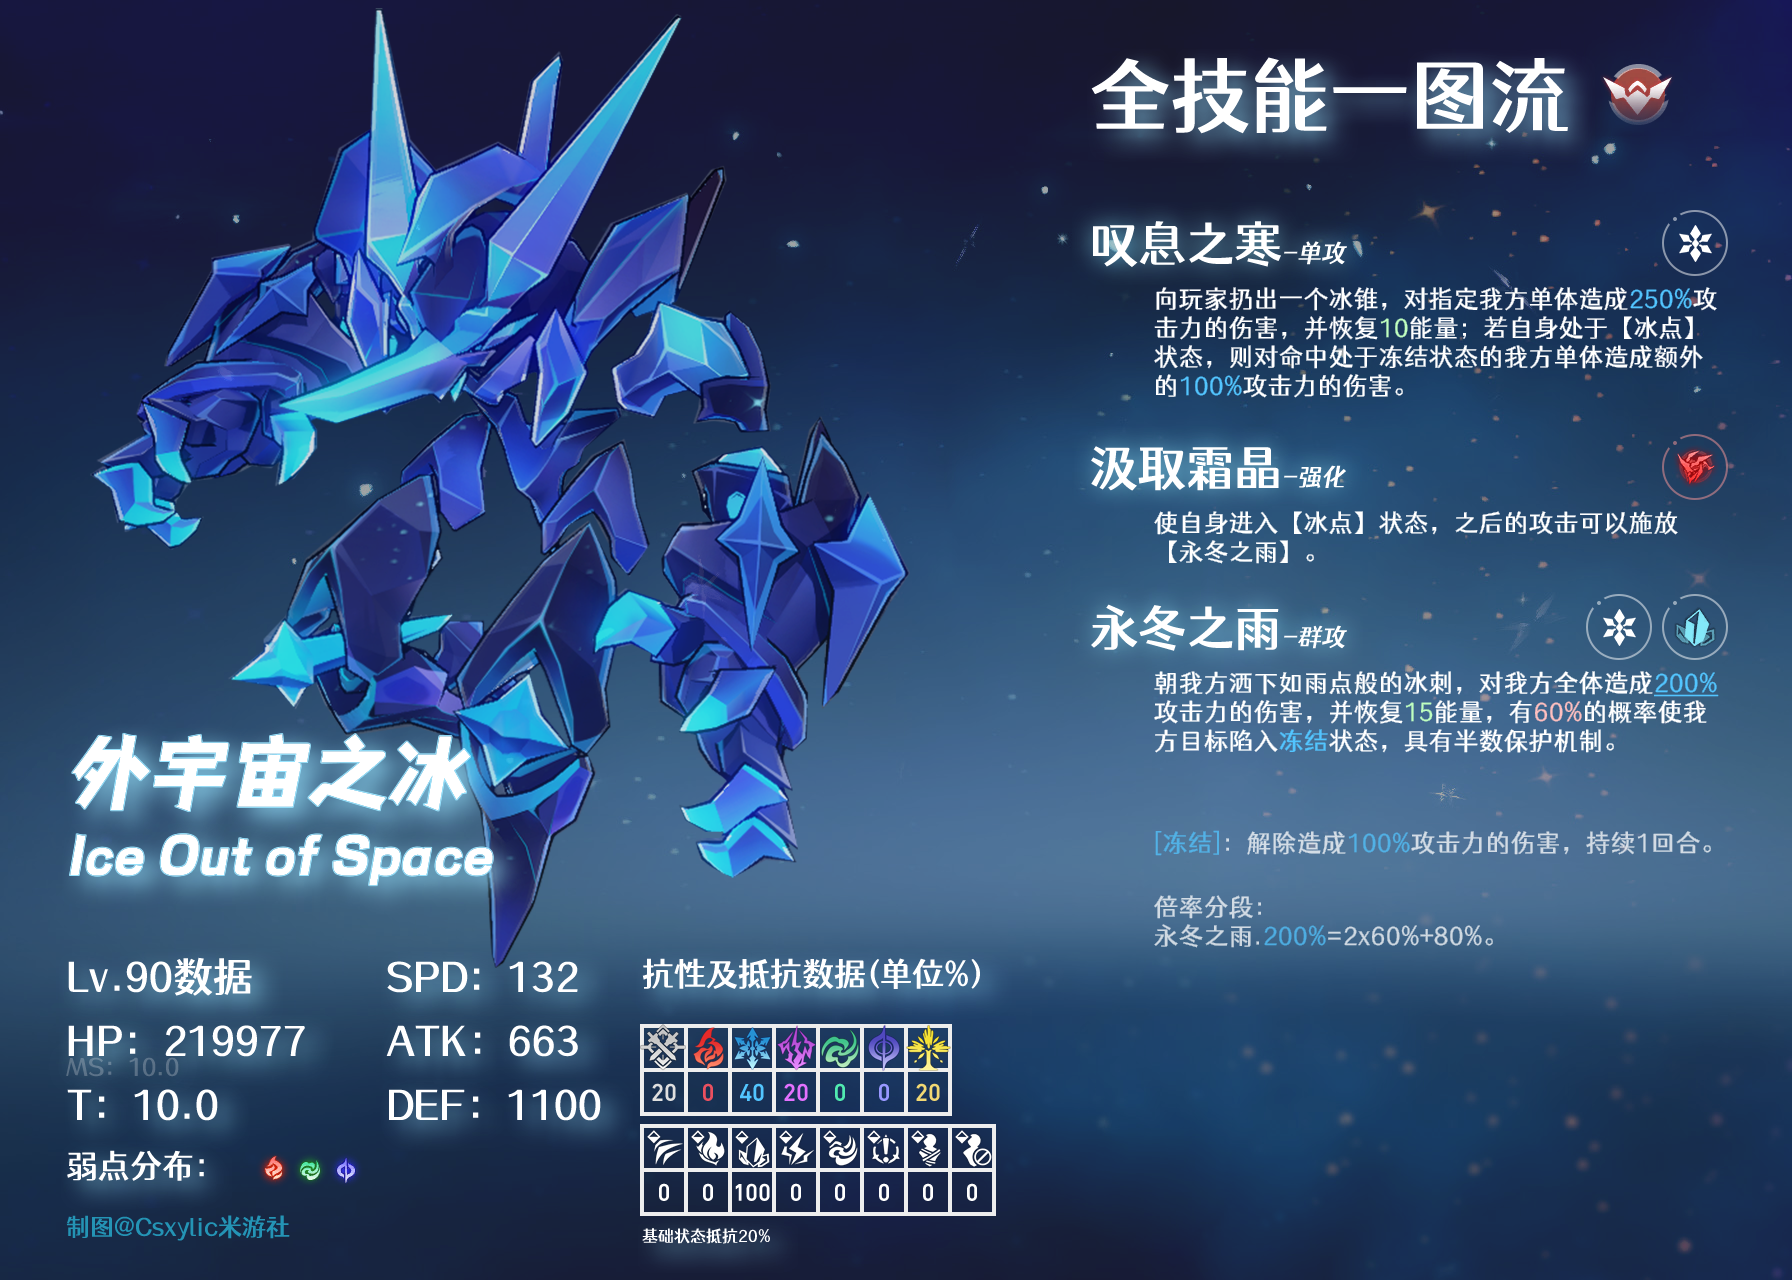 全技能一图流
叹息之寒-单攻
向玩家扔出一个冰锥，对指定我方单体造成250%攻
击力的伤害，并恢复10能量；若自身处于【冰点】
状态，则对命中处于冻结状态的我方单体造成额外
的100%攻击力的伤害。
汲取霜晶-强化
使自身进入【冰点】状态，之后的攻击可以施放
【永冬之雨】。
永冬之雨-群攻
朝我方洒下如雨点般的冰刺，对我方全体造成200%
攻击力的伤害，并恢复15能量，有60%的概率使我
方目标陷入冻结状态，具有半数保护机制。
[冻结]：解除造成100%攻击力的伤害，持续1回合。
倍率分段：
永冬之雨.200%=2x60%+80%。
外宇宙之冰
Ice Out of Space
Lv.90数据 SPD：132
HP：219977 ATK：663
MS：10.0
T：10.0 DEF：1100
弱点分布：
制图@Csxylic米游社
抗性及抵抗数据(单位%)
20 0 40 20 0 0 20
0 0 100 0 0 0 0 0
基础状态抵抗20%